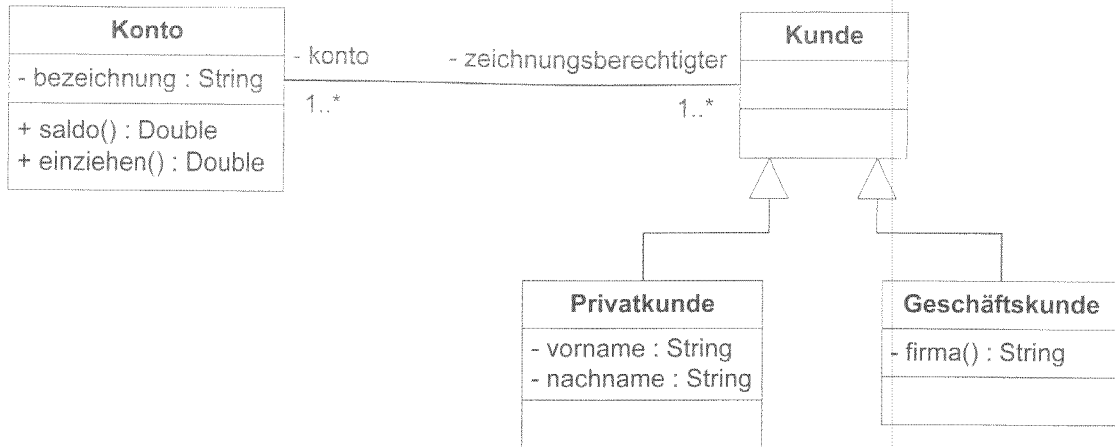 Konto
- bezeichnung : String
+ saldo() : Double
+ einziehen() : Double
- konto
- zeichnungsberechtigter
1..*
1..*
Kunde
Privatkunde
- vorname : String
- nachname : String
Geschäftskunde
- firma() : String